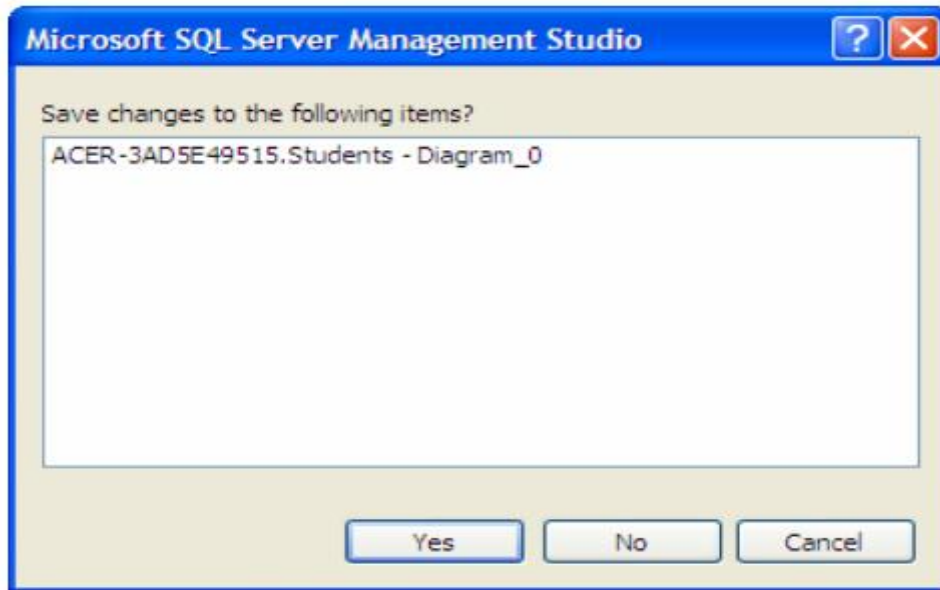 Microsoft SQL Server Management Studio
Save changes to the following items?
ACER-3AD5E49515.Students - Diagram_0
Yes No Cancel